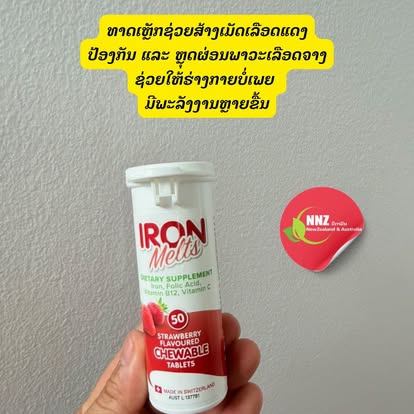 ທາດເຫຼັກຊ່ວຍສ້າງເມັດເລືອດແດງ
ປ້ອງກັນ ແລະ ຫຼຸດຜ່ອນພາວະເລືອດຈາງ
ຊ່ວຍໃຫ້ຮ່າງກາຍບໍ່ເພຍ
ມີພະລັງງານຫຼາຍຂຶ້ນ
IRON
Melts
DIETARY SUPPLEMENT
Iron, Folic Acid,
Vitamin B12, Vitamin C
50
STRAWBERRY
FLAVOURED
CHEWABLE
TABLETS
MADE IN SWITZERLAND
AUST L 187781
NNZ
NewZealand & Australia